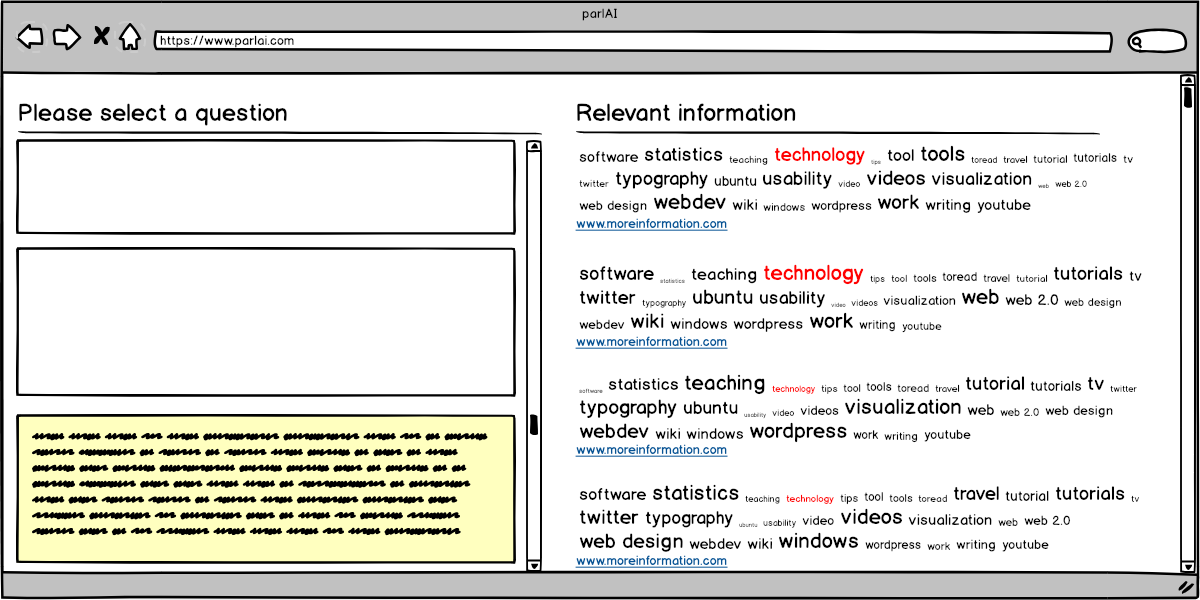 parlAI
https://www.parlai.com
Please select a question
Relevant information
software statistics teaching technology tips tool tools toread travel tutorial tutorials tv
twitter typography ubuntu usability video videos visualization web web 2.0
web design webdev wiki windows wordpress work writing youtube
www.moreinformation.com
software statistics teaching technology tips tool tools toread travel tutorial tutorials tv
twitter typography ubuntu usability video videos visualization web web 2.0 web design
webdev wiki windows wordpress work writing youtube
www.moreinformation.com
software statistics teaching technology tips tool tools toread travel tutorial tutorials tv twitter
typography ubuntu usability video videos visualization web web 2.0 web design
webdev wiki windows wordpress work writing youtube
www.moreinformation.com
software statistics teaching technology tips tool tools toread travel tutorial tutorials tv
twitter typography ubuntu usability video videos visualization web web 2.0
web design webdev wiki windows wordpress work writing youtube
www.moreinformation.com